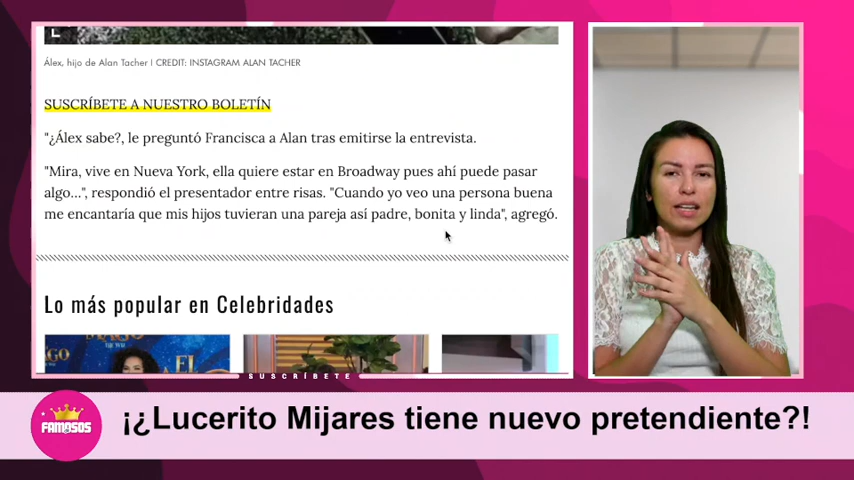 Álex, hijo de Alan Tacher | CREDIT: INSTAGRAM ALAN TACHER
SUSCRÍBETE A NUESTRO BOLETÍN
"¿Álex sabe?, le preguntó Francisca a Alan tras emitirse la entrevista.
"Mira, vive en Nueva York, ella quiere estar en Broadway pues ahí puede pasar
algo...", respondió el presentador entre risas. "Cuando yo veo una persona buena
me encantaría que mis hijos tuvieran una pareja así padre, bonita y linda", agregó.
Lo más popular en Celebridades
SUSCRÍBETE
FAMOSOS
¡¿Lucerito Mijares tiene nuevo pretendiente?!